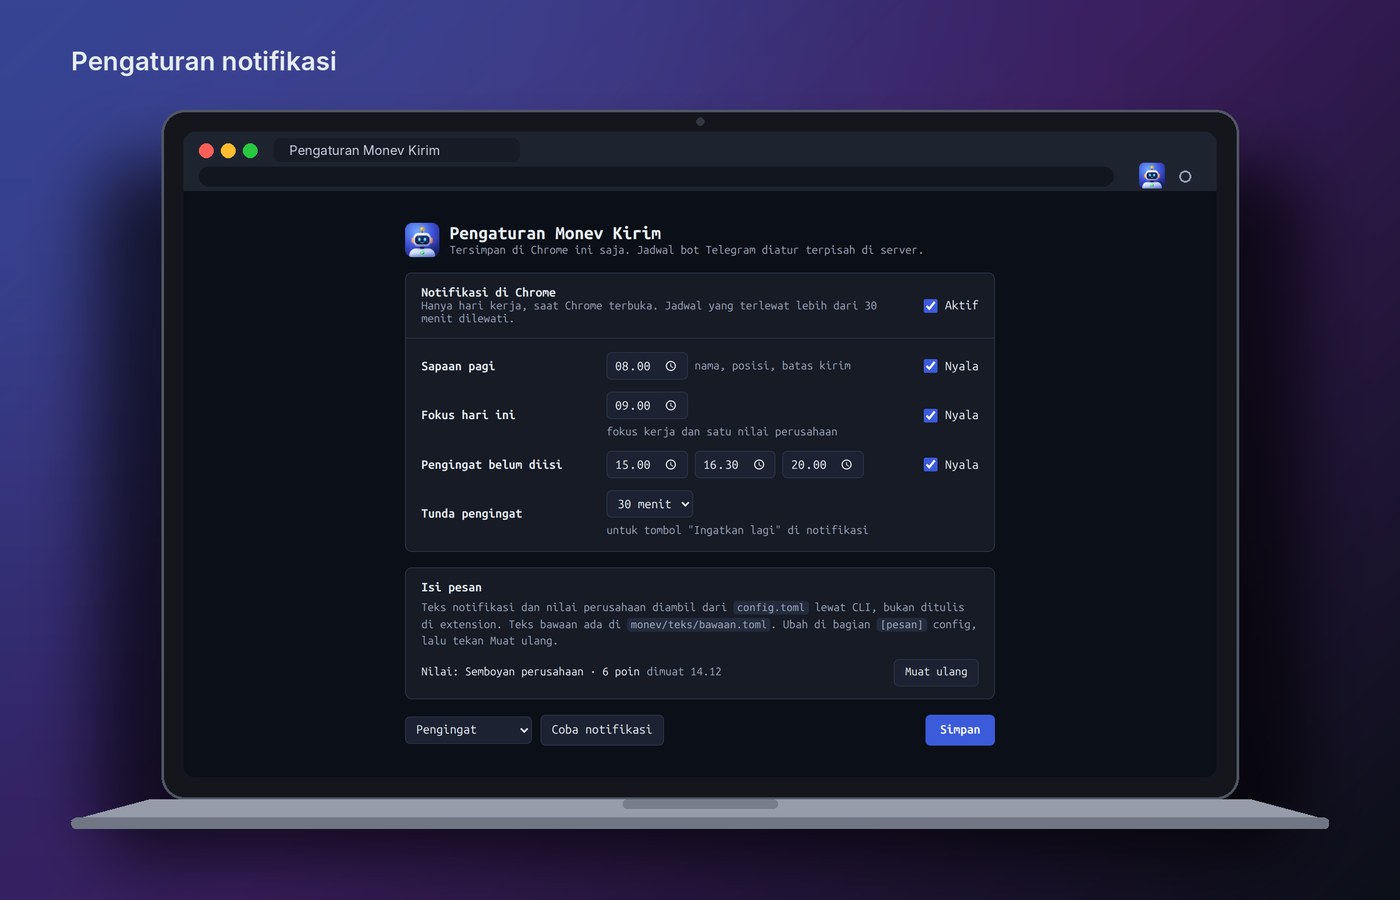 Pengaturan notifikasi
Pengaturan Monev Kirim
Pengaturan Monev Kirim
Tersimpan di Chrome ini saja. Jadwal bot Telegram diatur terpisah di server.
Notifikasi di Chrome
Hanya hari kerja, saat Chrome terbuka. Jadwal yang terlewat lebih dari 30
menit dilewati.
Aktif
Sapaan pagi
08.00
nama, posisi, batas kirim
Nyala
Fokus hari ini
09.00
fokus kerja dan satu nilai perusahaan
Nyala
Pengingat belum diisi
15.00
16.30
20.00
Nyala
Tunda pengingat
30 menit
untuk tombol "Ingatkan lagi" di notifikasi
Isi pesan
Teks notifikasi dan nilai perusahaan diambil dari config.toml lewat CLI, bukan ditulis
di extension. Teks bawaan ada di monev/teks/bawaan.toml. Ubah di bagian [pesan] config,
lalu tekan Muat ulang.
Nilai: Semboyan perusahaan · 6 poin dimuat 14.12
Muat ulang
Pengingat
Coba notifikasi
Simpan